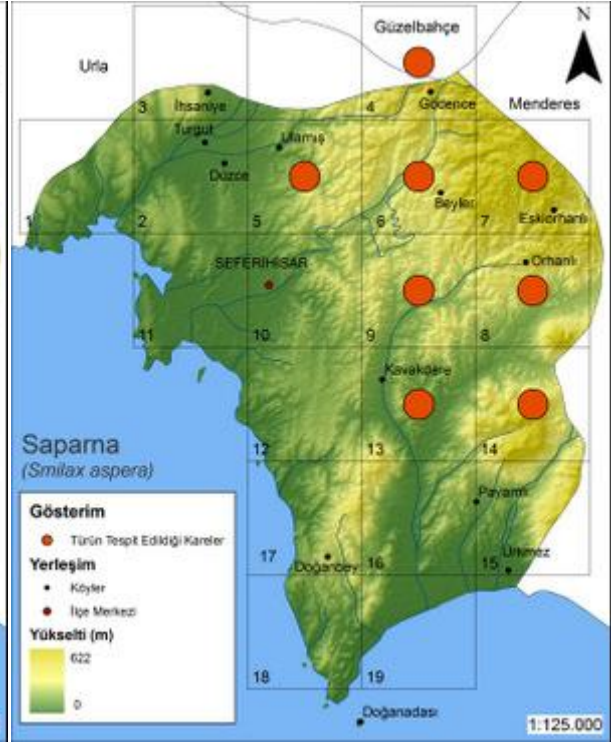 N
Güzelbahçe
Urla
3
4
İhsaniye
Gödence
Menderes
Turgut
Ulamış
Düzce
Beyler
Eskiorhanlı
1
2
5
6
7
SEFERİHİSAR
Orhanlı
11
10
9
8
Kavakdere
Saparna
(Smilax aspera)
12
13
14
Gösterim
Türün Tespit Edildiği Kareler
Yerleşim
Köyler
İlçe Merkezi
Yükselti (m)
622
0
Payamlı
Doğanbey
Ürkmez
17
16
15
18
19
Doğanadası
1:125.000